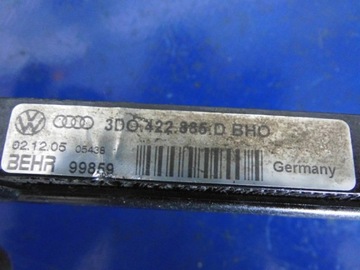 3D0.422.885.D BHO
02.12.05 05438
BEHR 99859
Germany